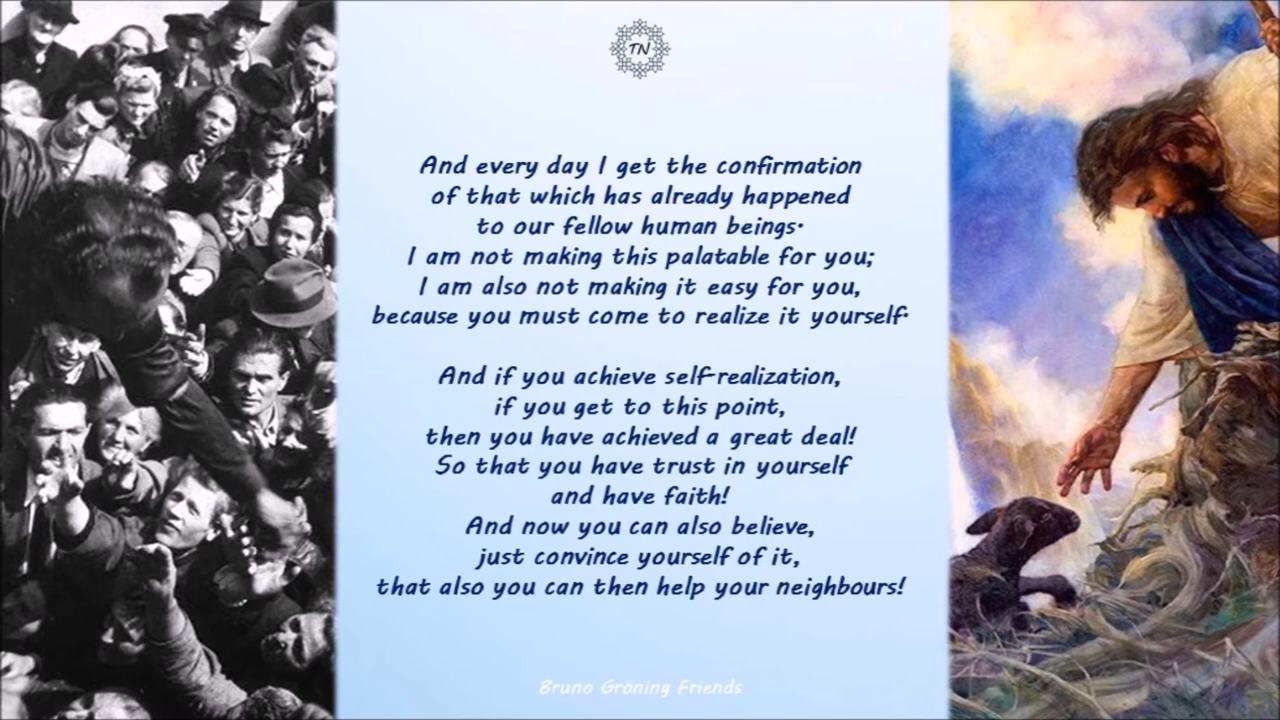 TN
And every day I get the confirmation
of that which has already happened
to our fellow human beings.
I am not making this palatable for you;
I am also not making it easy for you,
because you must come to realize it yourself.
And if you achieve self-realization,
if you get to this point,
then you have achieved a great deal!
So that you have trust in yourself
and have faith!
And now you can also believe,
just convince yourself of it,
that also you can then help your neighbours!
Bruno Gröning Friends